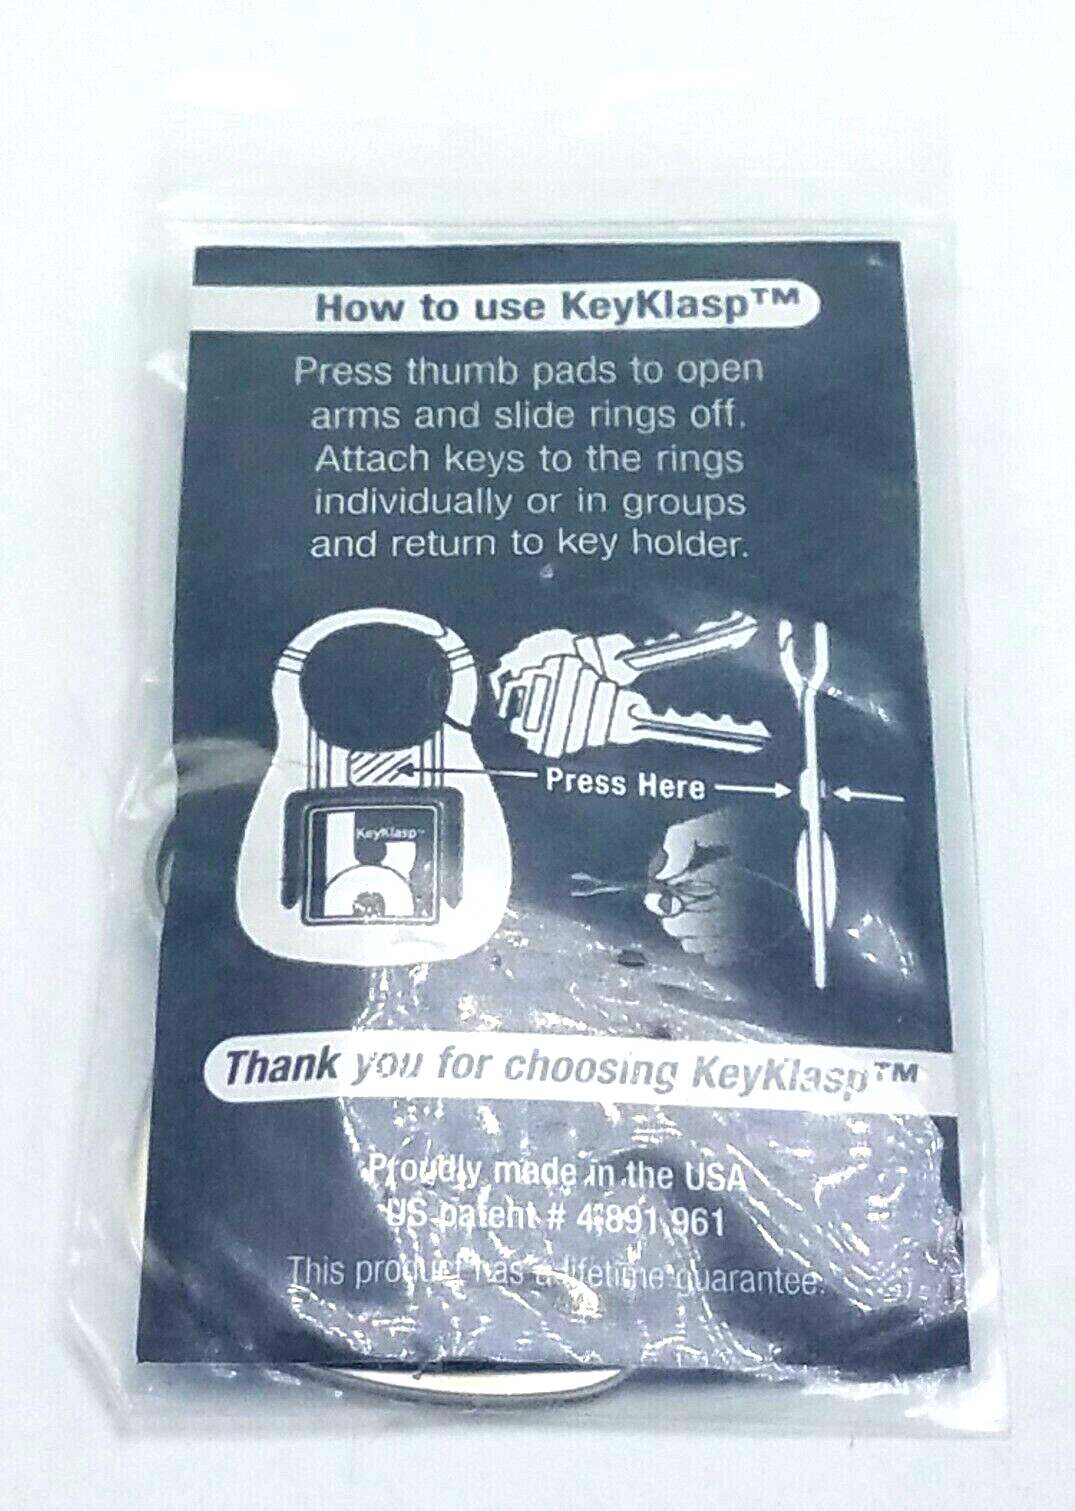 How to use KeyKlasp™
Press thumb pads to open
arms and slide rings off.
Attach keys to the rings
individually or in groups
and return to key holder.
Press Here
KeyKlasp™
Thank you for choosing KeyKlasp™
Proudly made in the USA
US patent # 4,891,961
This product has a lifetime guarantee.